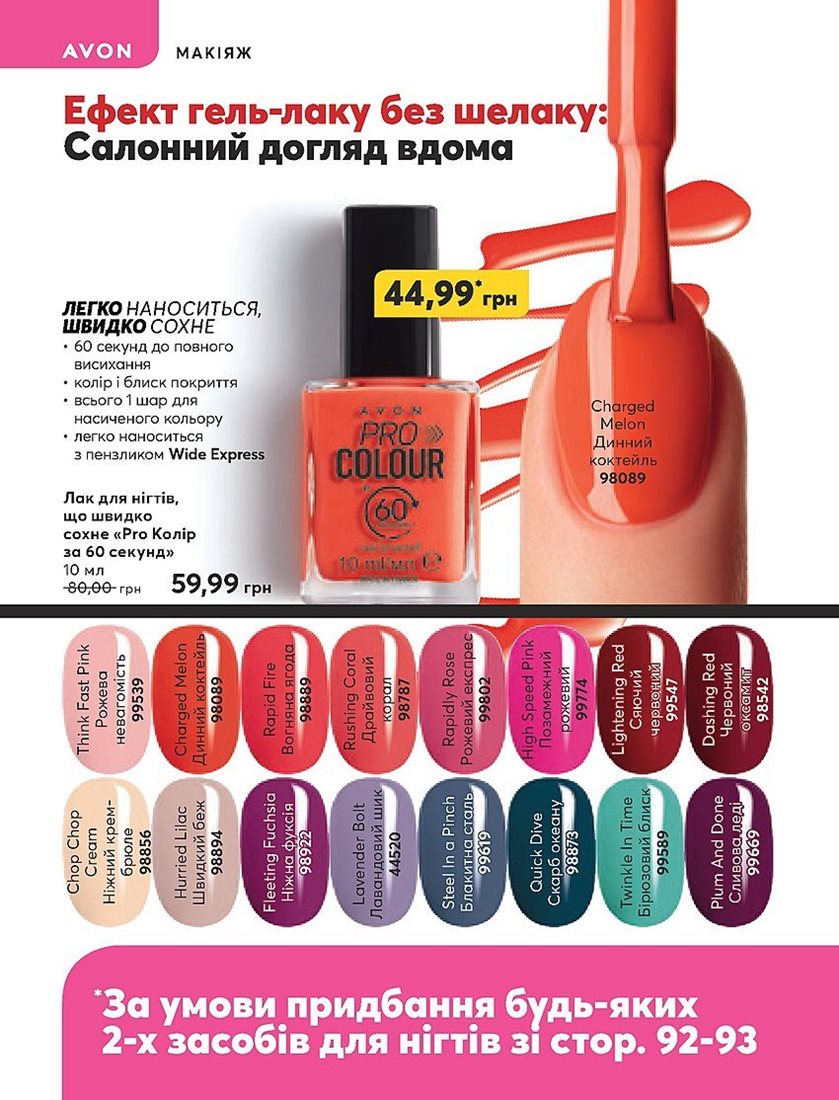 AVON
МАКІЯЖ
Ефект гель-лаку без шелаку:
Салонний догляд вдома
44,99* грн
ЛЕГКО НАНОСИТЬСЯ,
ШВИДКО СОХНЕ
• 60 секунд до повного
висихання
• колір і блиск покриття
• всього 1 шар для
насиченого кольору
• легко наноситься
з пензликом Wide Express
Лак для нігтів,
що швидко
сохне «Pro Колір
за 60 секунд»
10 мл
80,00 грн
59,99 грн
AVON
PRO
COLOUR
60
10 ml/мл e
Charged
Melon
Динний
коктейль
98089
Think Fast Pink
Рожева
невагомість
99539
Charged Melon
Динний коктейль
98089
Rapid Fire
Вогняна ягода
98889
Rushing Coral
Драйвовий
корал
98787
Rapidly Rose
Рожевий експрес
99802
High Speed Pink
Позамежний
рожевий
99774
Lightening Red
Сяючий
червоний
99547
Dashing Red
Червоний
оксамит
98542
Chop Chop
Cream
Ніжний крем-
брюле
98856
Hurried Lilac
Швидкий беж
98894
Fleeting Fuchsia
Ніжна фуксія
98922
Lavender Bolt
Лавандовий шик
44520
Steel In a Pinch
Блакитна сталь
99619
Quick Dive
Скарб океану
98873
Twinkle In Time
Бірюзовий блиск
99589
Plum And Done
Сливова леді
99669
*За умови придбання будь-яких
2-х засобів для нігтів зі стор. 92-93